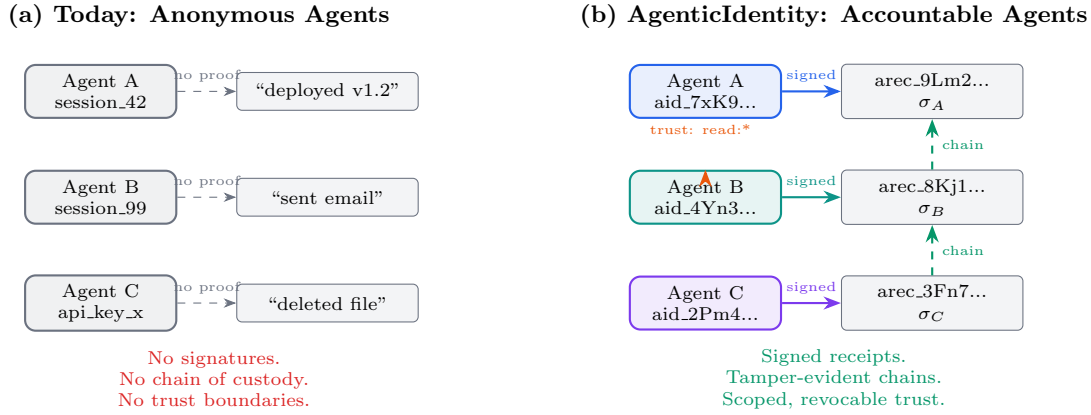 (a) Today: Anonymous Agents
Agent A
session_42
no proof
“deployed v1.2”
Agent B
session_99
no proof
“sent email”
Agent C
api_key_x
no proof
“deleted file”
No signatures.
No chain of custody.
No trust boundaries.
(b) AgenticIdentity: Accountable Agents
Agent A
aid_7xK9...
signed
arec_9Lm2...
σ_A
trust: read:*
chain
Agent B
aid_4Yn3...
signed
arec_8Kj1...
σ_B
chain
Agent C
aid_2Pm4...
signed
arec_3Fn7...
σ_C
Signed receipts.
Tamper-evident chains.
Scoped, revocable trust.